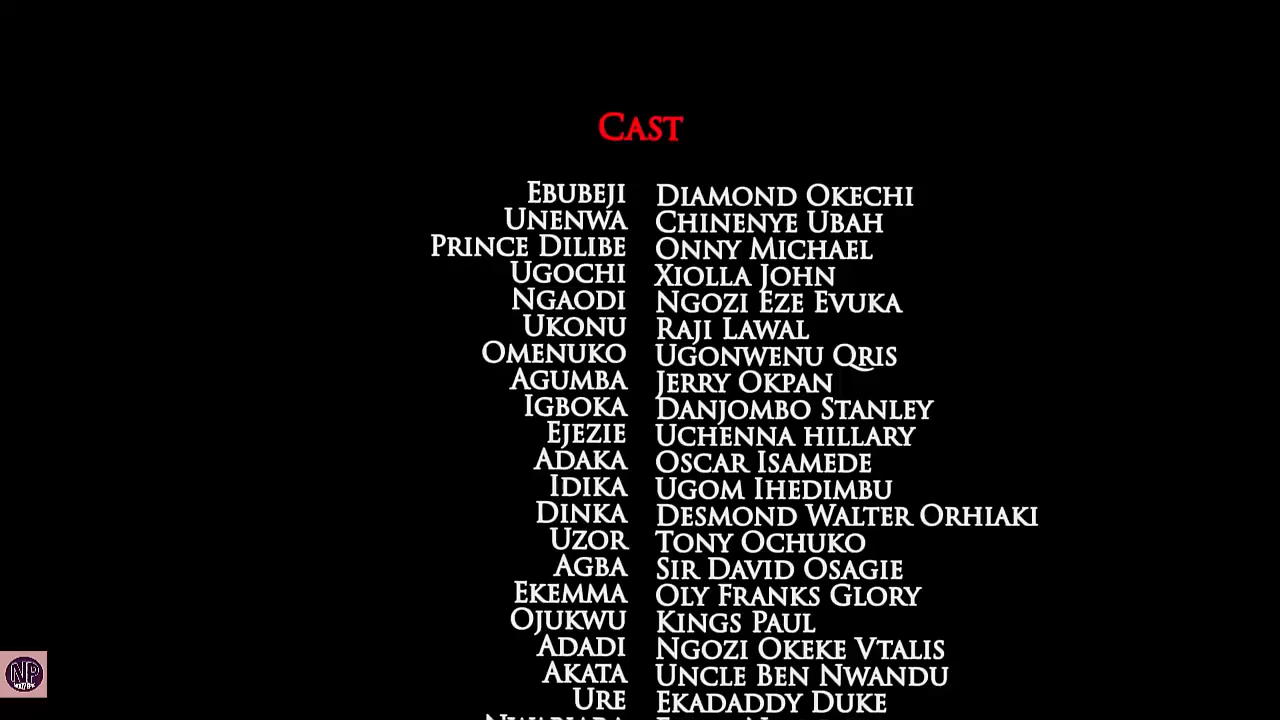 CAST
EBUBEJI DIAMOND OKECHI
UNENWA CHINENYE UBAH
PRINCE DILIBE ONNY MICHAEL
UGOCHI XIOLLA JOHN
NGAODI NGOZI EZE EVUKA
UKONU RAJI LAWAL
OMENUKO UGONWENU QRIS
AGUMBA JERRY OKPAN
IGBOKA DANJOMBO STANLEY
EJEZIE UCHENNA HILLARY
ADAKA OSCAR ISAMEDE
IDIKA UGOM IHEDIMBU
DINKA DESMOND WALTER ORHIAKI
UZOR TONY OCHUKO
AGBA SIR DAVID OSAGIE
EKEMMA OLY FRANKS GLORY
OJUKWU KINGS PAUL
ADADI NGOZI OKEKE VTALIS
AKATA UNCLE BEN NWANDU
URE EKADADDY DUKE
NP